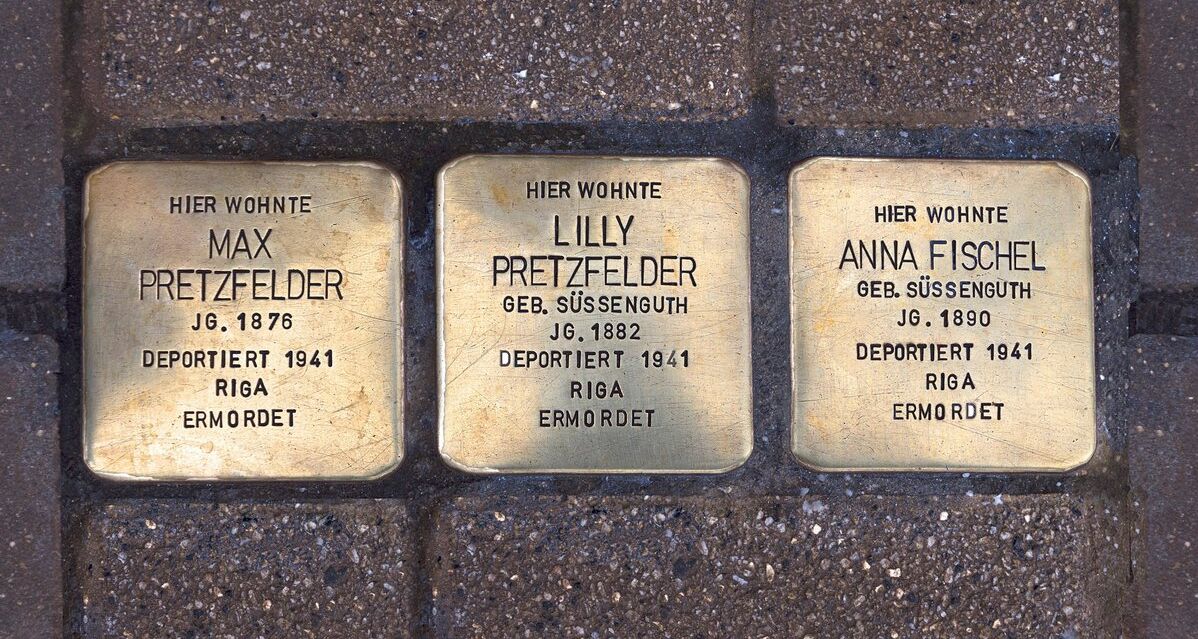 HIER WOHNTE
MAX
PRETZFELDER
JG. 1876
DEPORTIERT 1941
RIGA
ERMORDET
HIER WOHNTE
LILLY
PRETZFELDER
GEB. SÜSSENGUTH
JG. 1882
DEPORTIERT 1941
RIGA
ERMORDET
HIER WOHNTE
ANNA FISCHEL
GEB. SÜSSENGUTH
JG. 1890
DEPORTIERT 1941
RIGA
ERMORDET